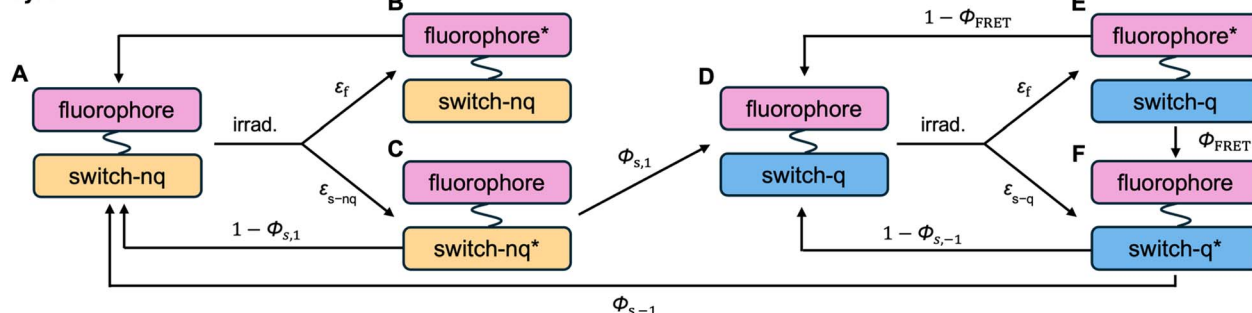 B
E
fluorophore*
1 − Φ_FRET
fluorophore*
A
D
ε_f
ε_f
fluorophore
switch-nq
fluorophore
switch-q
irrad.
irrad.
C
Φ_s,1
F
Φ_FRET
switch-nq
fluorophore
switch-q
fluorophore
ε_s−nq
ε_s−q
1 − Φ_s,1
switch-nq*
1 − Φ_s,−1
switch-q*
Φ_s,−1